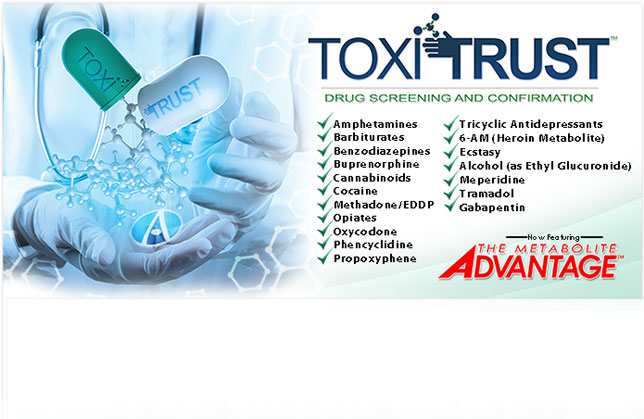 TOXI
TRUST
TOXI TRUST™
DRUG SCREENING AND CONFIRMATION
Amphetamines
Barbiturates
Benzodiazepines
Buprenorphine
Cannabinoids
Cocaine
Methadone/EDDP
Opiates
Oxycodone
Phencyclidine
Propoxyphene
Tricyclic Antidepressants
6-AM (Heroin Metabolite)
Ecstasy
Alcohol (as Ethyl Glucuronide)
Meperidine
Tramadol
Gabapentin
Now Featuring
THE METABOLITE
ADVANTAGE™